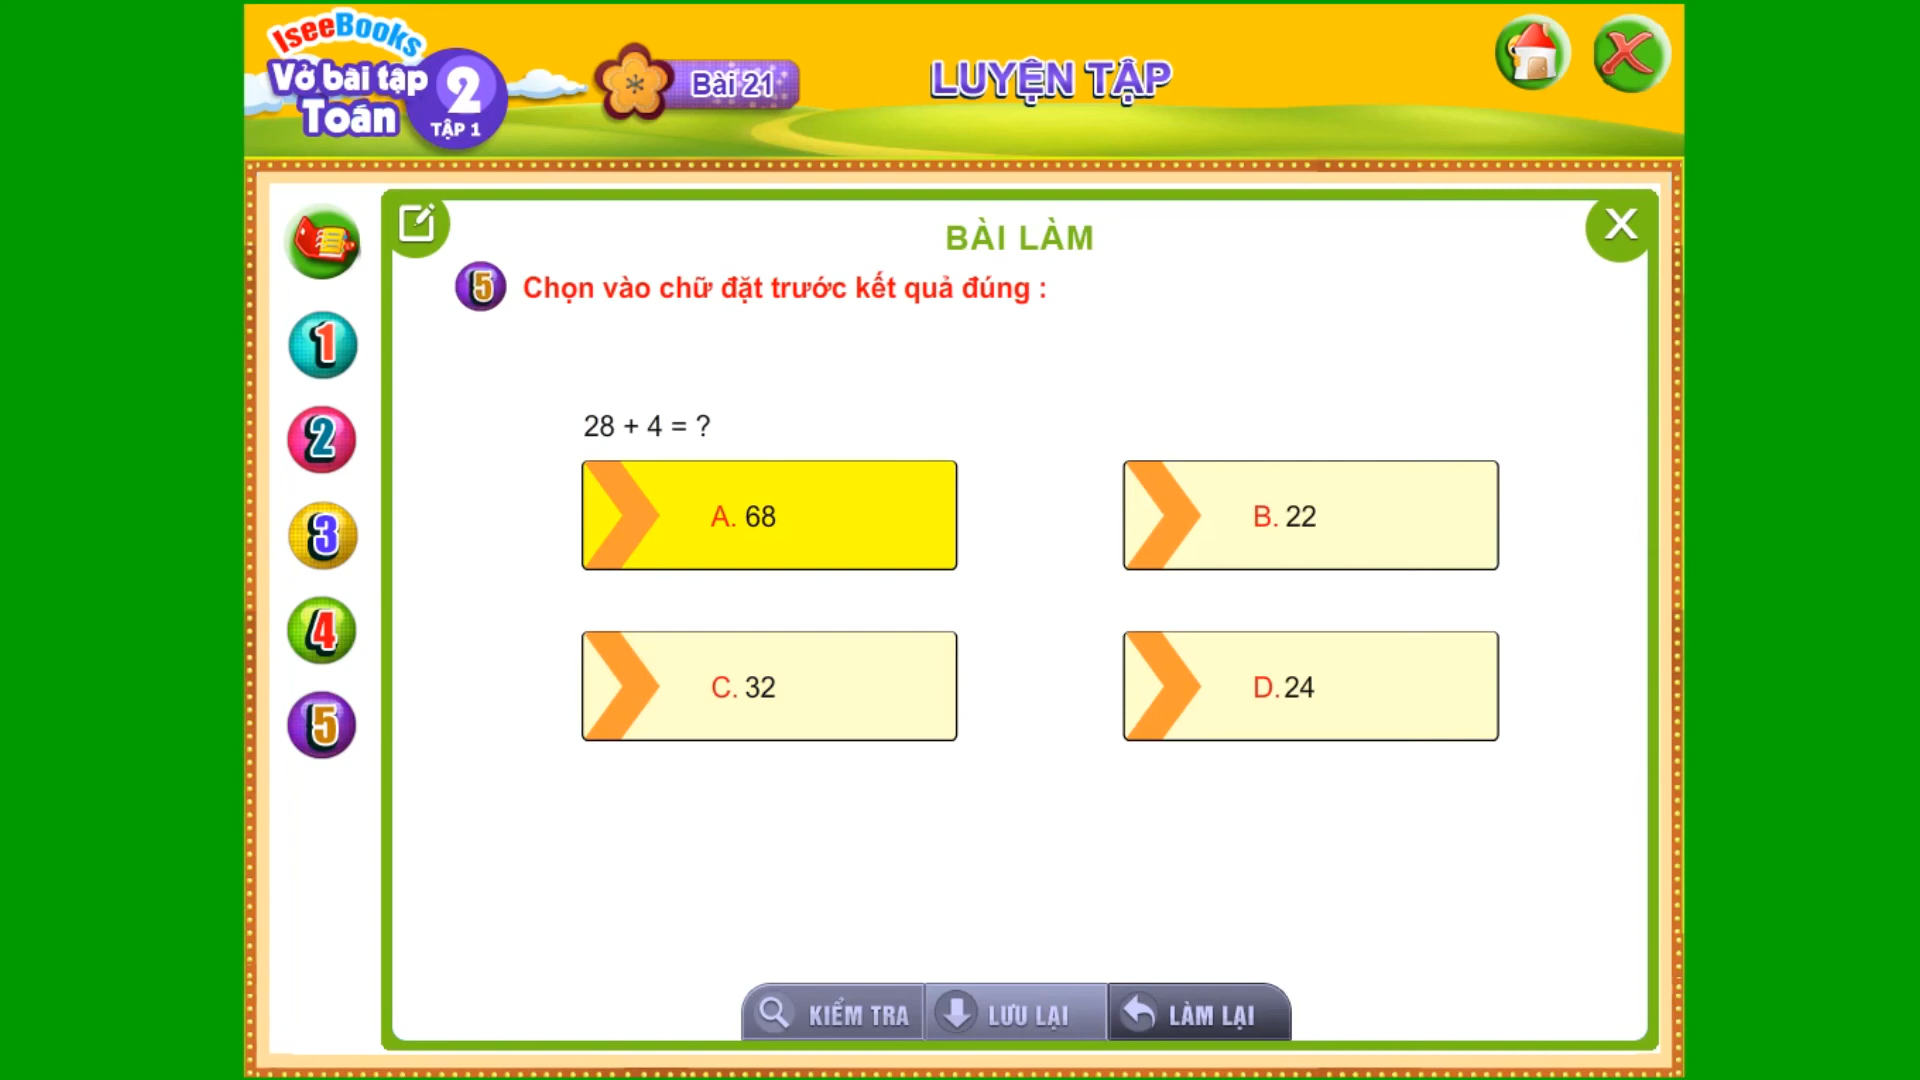 IseeBooks
Vở bài tập
Toán
2
TẬP 1
Bài 21
LUYỆN TẬP
BÀI LÀM
5 Chọn vào chữ đặt trước kết quả đúng :
1
2
3
4
5
28 + 4 = ?
A. 68
B. 22
C. 32
D. 24
KIỂM TRA
LƯU LẠI
LÀM LẠI